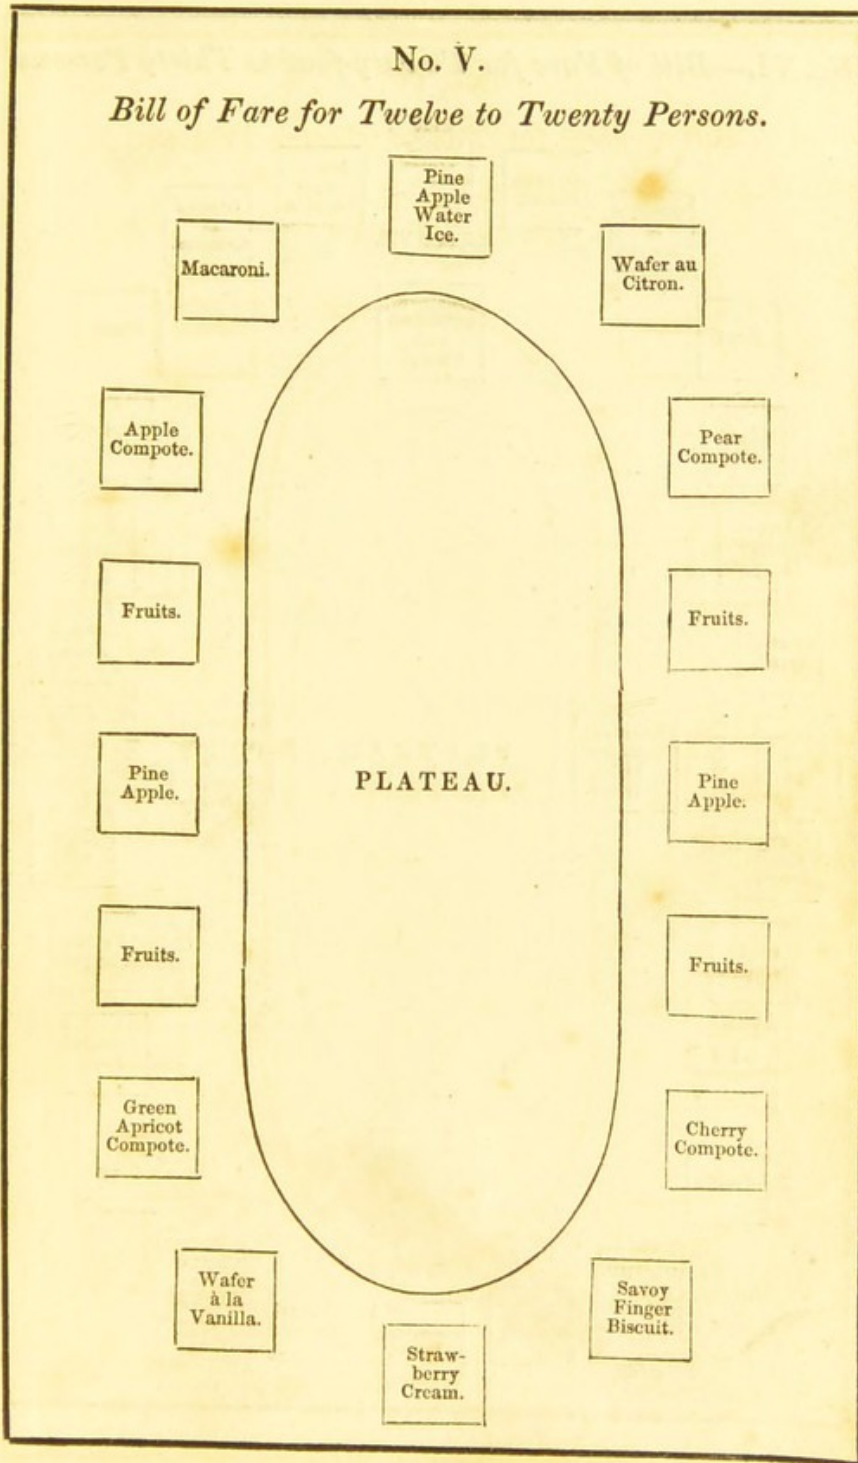 No. V.
Bill of Fare for Twelve to Twenty Persons.
Pine
Apple
Water
Ice.
Macaroni.
Wafer au
Citron.
Apple
Compote.
Pear
Compote.
Fruits.
Fruits.
Pine
Apple.
PLATEAU.
Pine
Apple.
Fruits.
Fruits.
Green
Apricot
Compote.
Cherry
Compote.
Wafer
à la
Vanilla.
Savoy
Finger
Biscuit.
Straw-
berry
Cream.